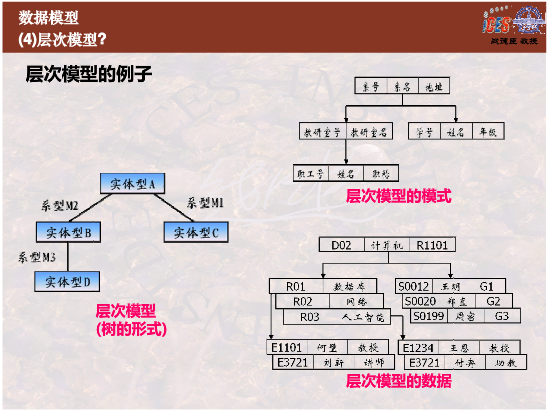 数据模型
(4)层次模型?
战德臣 教授
层次模型的例子
系号 系名 地址
教研室号 教研室名 学号 姓名 年级
职工号 姓名 职称
层次模型的模式
实体型A
系型M2 系型M1
实体型B 实体型C
系型M3
实体型D
层次模型
(树的形式)
D02 计算机 R1101
R01 数据库 S0012 王明 G1
R02 网络 S0020 郑直 G2
R03 人工智能 S0199 周密 G3
E1101 何璧 教授 E1234 王恩 教授
E3721 刘新 讲师 E3721 付奔 助教
层次模型的数据